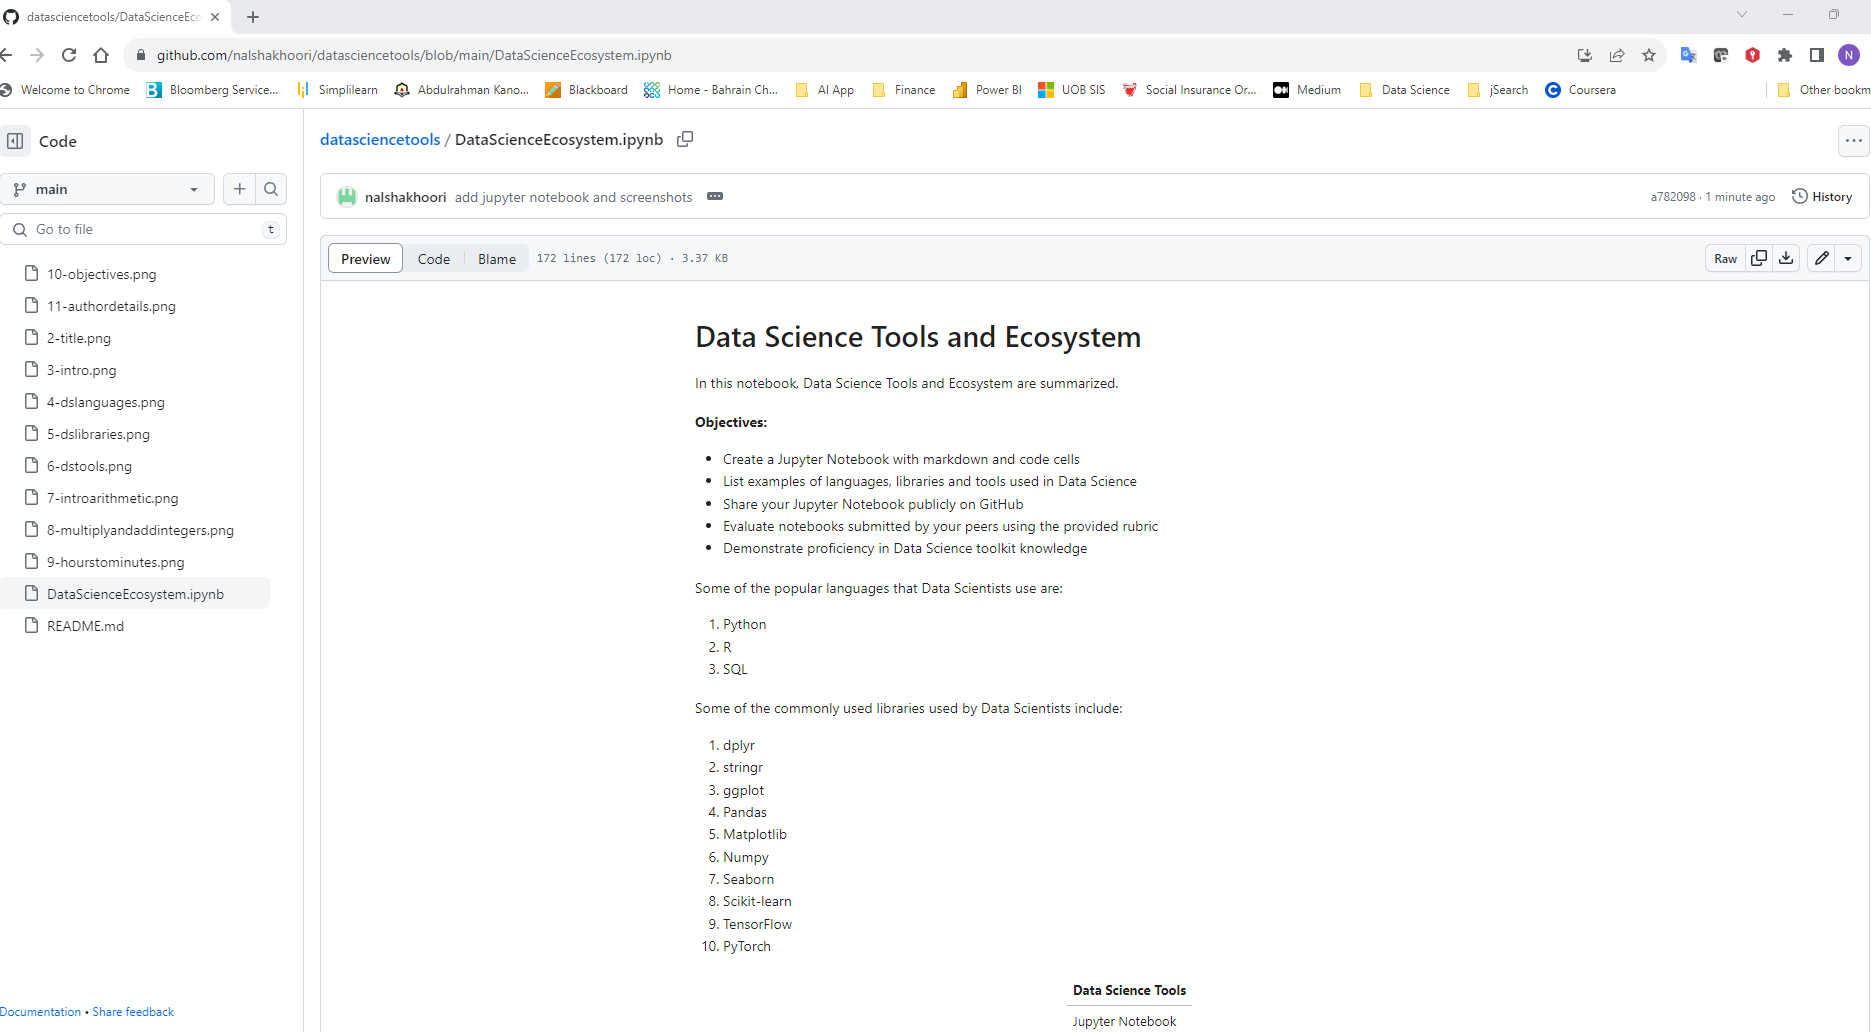 datasciencetools/DataScienceEco
github.com/nalshakhoori/datasciencetools/blob/main/DataScienceEcosystem.ipynb
N
Welcome to Chrome
Bloomberg Service...
Simplilearn
Abdulrahman Kano...
Blackboard
Home - Bahrain Ch...
AI App
Finance
Power BI
UOB SIS
Social Insurance Or...
Medium
Data Science
jSearch
Coursera
Other bookm
Code
main
Go to file
t
10-objectives.png
11-authordetails.png
2-title.png
3-intro.png
4-dslanguages.png
5-dslibraries.png
6-dstools.png
7-introarithmetic.png
8-multiplyandaddintegers.png
9-hourstominutes.png
DataScienceEcosystem.ipynb
README.md
Documentation • Share feedback
datasciencetools / DataScienceEcosystem.ipynb
nalshakhoori add jupyter notebook and screenshots
a782098 · 1 minute ago
History
Preview
Code
Blame
172 lines (172 loc) · 3.37 KB
Raw
Data Science Tools and Ecosystem
In this notebook, Data Science Tools and Ecosystem are summarized.
Objectives:
• Create a Jupyter Notebook with markdown and code cells
• List examples of languages, libraries and tools used in Data Science
• Share your Jupyter Notebook publicly on GitHub
• Evaluate notebooks submitted by your peers using the provided rubric
• Demonstrate proficiency in Data Science toolkit knowledge
Some of the popular languages that Data Scientists use are:
1. Python
2. R
3. SQL
Some of the commonly used libraries used by Data Scientists include:
1. dplyr
2. stringr
3. ggplot
4. Pandas
5. Matplotlib
6. Numpy
7. Seaborn
8. Scikit-learn
9. TensorFlow
10. PyTorch
Data Science Tools
Jupyter Notebook